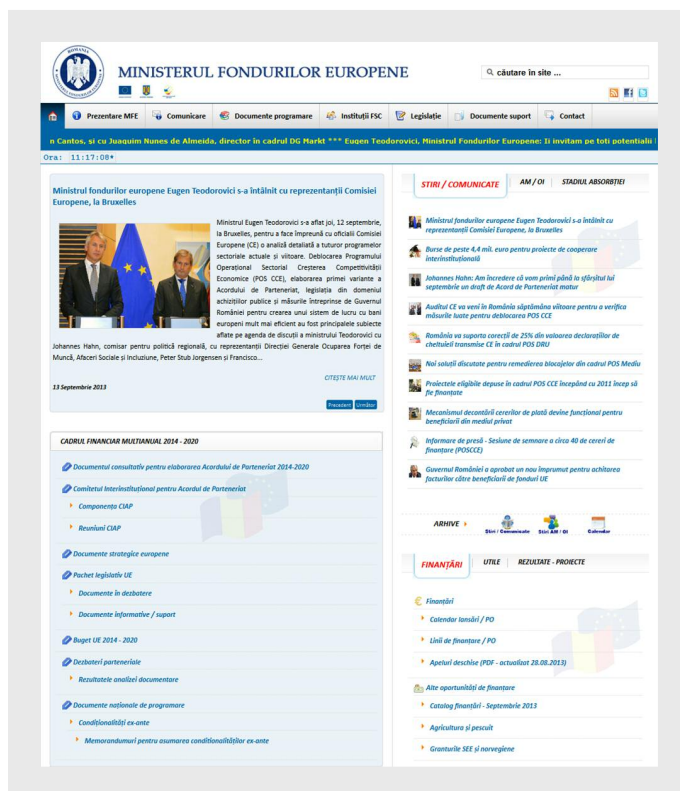 ROMANIA
MINISTERUL FONDURILOR EUROPENE
căutare în site ...
Prezentare MFE
Comunicare
Documente programare
Instituții FSC
Legislație
Documente suport
Contact
n Cantos, si cu Juaquim Nunes de Almeida, director în cadrul DG Markt *** Eugen Teodorovici, Ministrul Fondurilor Europene: Ii invitam pe toti potentialii
Ora: 11:17:08*
Ministrul fondurilor europene Eugen Teodorovici s-a întâlnit cu reprezentanții Comisiei
Europene, la Bruxelles
Ministrul Eugen Teodorovici s-a aflat joi, 12 septembrie,
la Bruxelles, pentru a face împreună cu oficialii Comisiei
Europene (CE) o analiză detaliată a tuturor programelor
sectoriale actuale și viitoare. Deblocarea Programului
Operațional Sectorial Creșterea Competitivității
Economice (POS CCE), elaborarea primei variante a
Acordului de Parteneriat, legislația din domeniul
achizițiilor publice și măsurile întreprinse de Guvernul
României pentru crearea unui sistem de lucru cu bani
europeni mult mai eficient au fost principalele subiecte
aflate pe agenda de discuții a ministrului Teodorovici cu
Johannes Hahn, comisar pentru politică regională, cu reprezentanții Direcției Generale Ocuparea Forței de
Muncă, Afaceri Sociale și Incluziune, Peter Stub Jorgensen și Francisco...
CITEȘTE MAI MULT
13 Septembrie 2013
Precedent Următor
CADRUL FINANCIAR MULTIANUAL 2014 - 2020
Documentul consultativ pentru elaborarea Acordului de Parteneriat 2014-2020
Comitetul Interinstituțional pentru Acordul de Parteneriat
Componența CIAP
Reuniuni CIAP
Documente strategice europene
Pachet legislativ UE
Documente în dezbatere
Documente informative / suport
Buget UE 2014 - 2020
Dezbateri parteneriale
Rezultatele analizei documentare
Documente naționale de programare
Condiționalități ex-ante
Memorandumuri pentru asumarea condiționalităților ex-ante
STIRI / COMUNICATE
AM / OI
STADIUL ABSORBȚIEI
Ministrul fondurilor europene Eugen Teodorovici s-a întâlnit cu
reprezentanții Comisiei Europene, la Bruxelles
Burse de peste 4,4 mil. euro pentru proiecte de cooperare
interinstituțională
Johannes Hahn: Am încredere că vom primi până la sfârșitul lui
septembrie un draft de Acord de Parteneriat matur
Auditul CE va veni în România săptămâna viitoare pentru a verifica
măsurile luate pentru deblocarea POS CCE
România va suporta corecții de 25% din valoarea declarațiilor de
cheltuieli transmise CE în cadrul POS DRU
Noi soluții discutate pentru remedierea blocajelor din cadrul POS Mediu
Proiectele eligibile depuse în cadrul POS CCE începând cu 2011 încep să
fie finanțate
Mecanismul decontării cererilor de plată devine funcțional pentru
beneficiarii din mediul privat
Informare de presă - Sesiune de semnare a circa 40 de cereri de
finanțare (POSCCE)
Guvernul României a aprobat un nou împrumut pentru achitarea
facturilor către beneficiarii de fonduri UE
ARHIVE
Stiri / Comunicate
Stiri AM / OI
Calendar
FINANȚĂRI
UTILE
REZULTATE - PROIECTE
Finanțări
Calendar lansări / PO
Linii de finanțare / PO
Apeluri deschise (PDF - actualizat 28.08.2013)
Alte oportunități de finanțare
Catalog finanțări - Septembrie 2013
Agricultura și pescuit
Granturile SEE și norvegiene